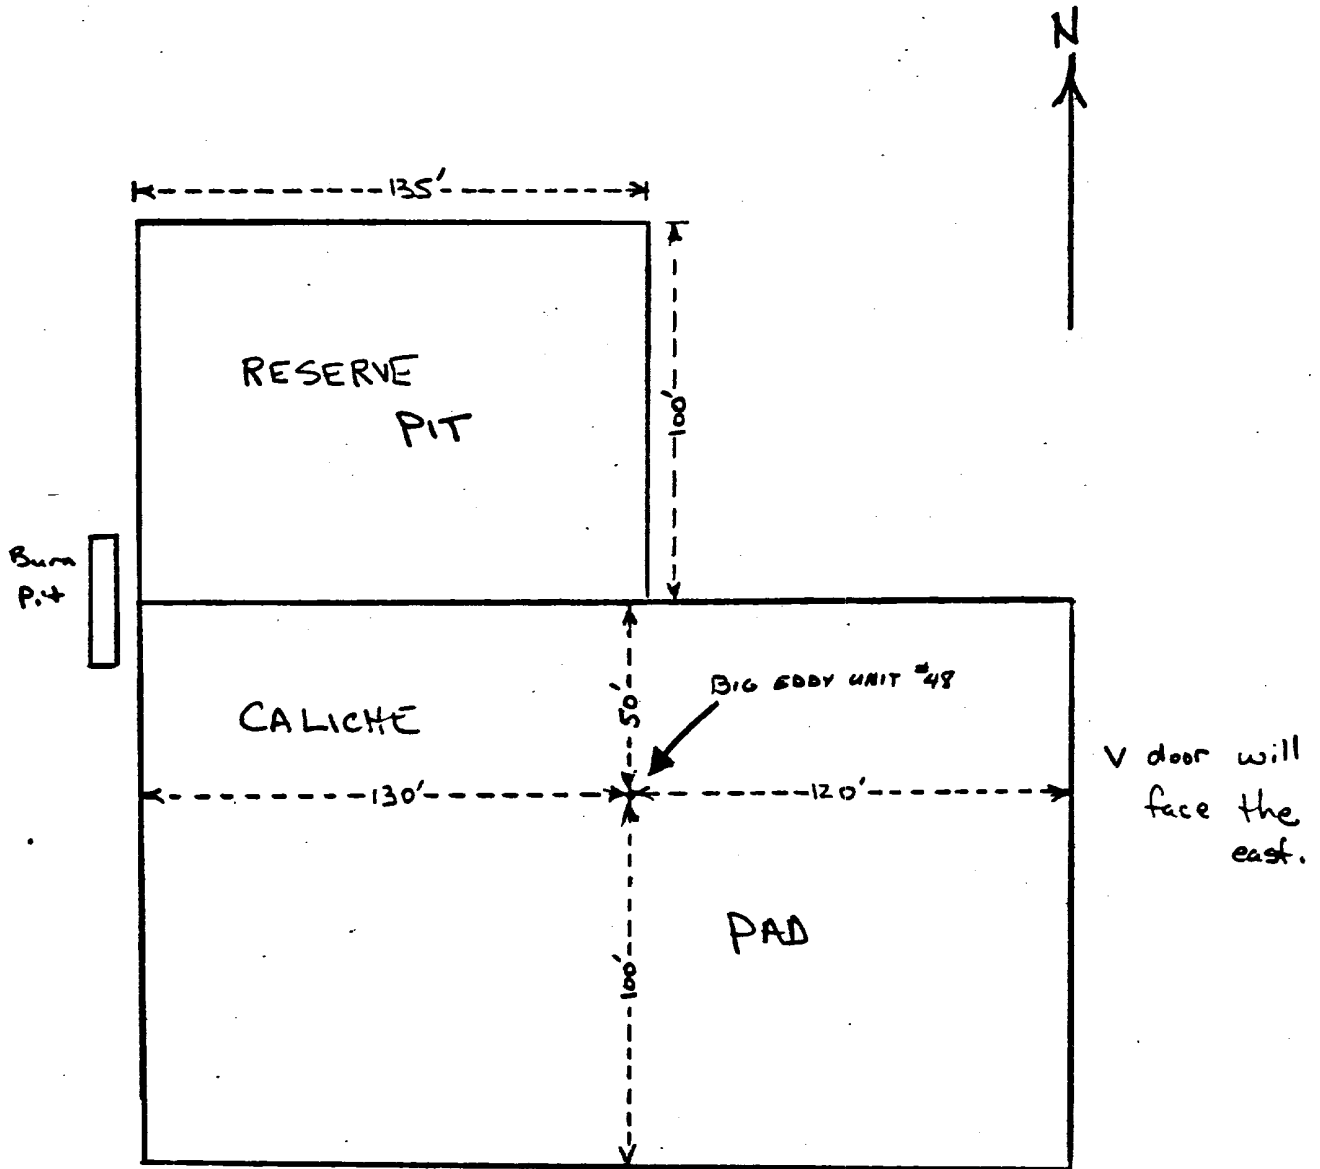 N
135'
RESERVE
PIT
100'
Burn
Pit
BIG EDDY UNIT #48
50'
CALICHE
V door will
face the
east.
130'
120'
PAD
100'